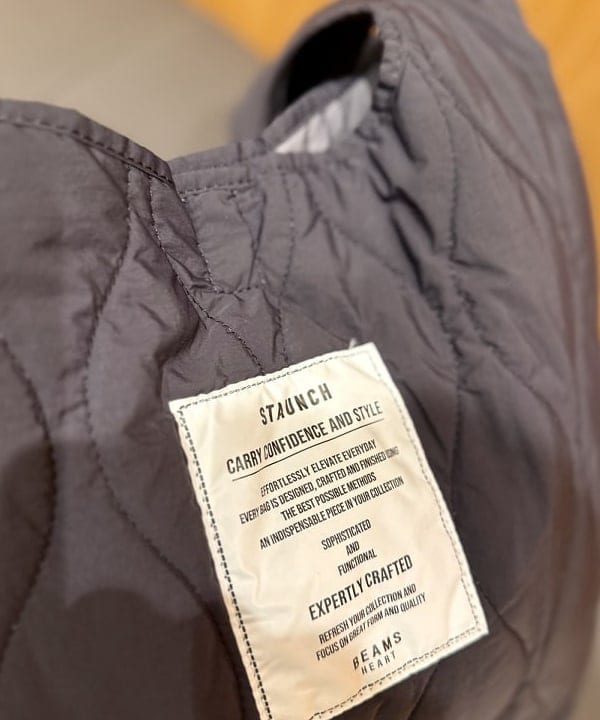 STAUNCH
CARRY CONFIDENCE AND STYLE
EFFORTLESSLY ELEVATE EVERYDAY
EVERY BAG IS DESIGNED, CRAFTED AND FINISHED USING
THE BEST POSSIBLE METHODS
AN INDISPENSABLE PIECE IN YOUR COLLECTION
SOPHISTICATED
AND
FUNCTIONAL
EXPERTLY CRAFTED
REFRESH YOUR COLLECTION AND
FOCUS ON GREAT FORM AND QUALITY
BEAMS
HEART